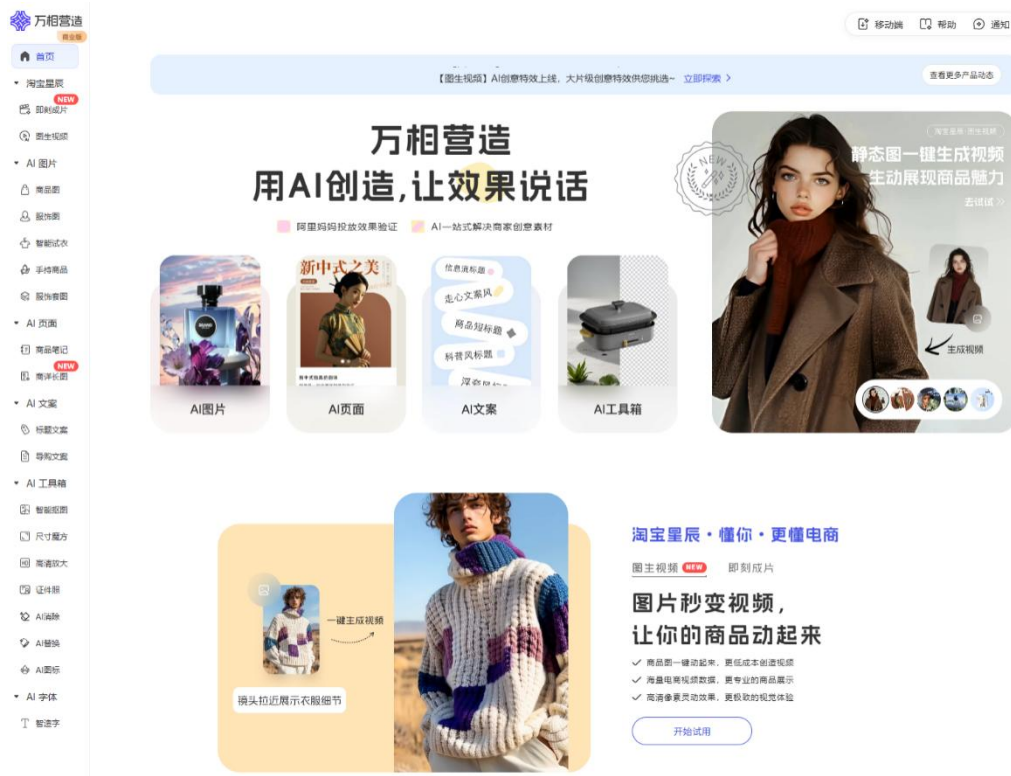 万相营造
商业版
首页
淘宝星辰
NEW
即刻成片
图生视频
AI 图片
商品图
服饰图
智能试衣
手持商品
服饰套图
AI 页面
商品笔记
NEW
商详长图
AI 文案
标题文案
导购文案
AI 工具箱
智能抠图
尺寸魔方
高清放大
证件照
AI消除
AI替换
AI图标
AI 字体
智造字
移动端
帮助
通知
【图生视频】AI创意特效上线，大片级创意特效供您挑选~ 立即探索
查看更多产品动态
万相营造
用AI创造,让效果说话
阿里妈妈投放效果验证
AI一站式解决商家创意素材
新中式之美
AI图片
AI页面
信息流标题
走心文案风
商品短标题
科普风标题
AI文案
AI工具箱
NEW
淘宝星辰·图生视频
静态图一键生成视频
生动展现商品魅力
去试试
生成视频
一键生成视频
镜头拉近展示衣服细节
淘宝星辰·懂你·更懂电商
图生视频 NEW 即刻成片
图片秒变视频，
让你的商品动起来
商品图一键动起来，更低成本创造视频
海量电商视频数据，更专业的商品展示
高清像素灵动效果，更极致的视觉体验
开始试用